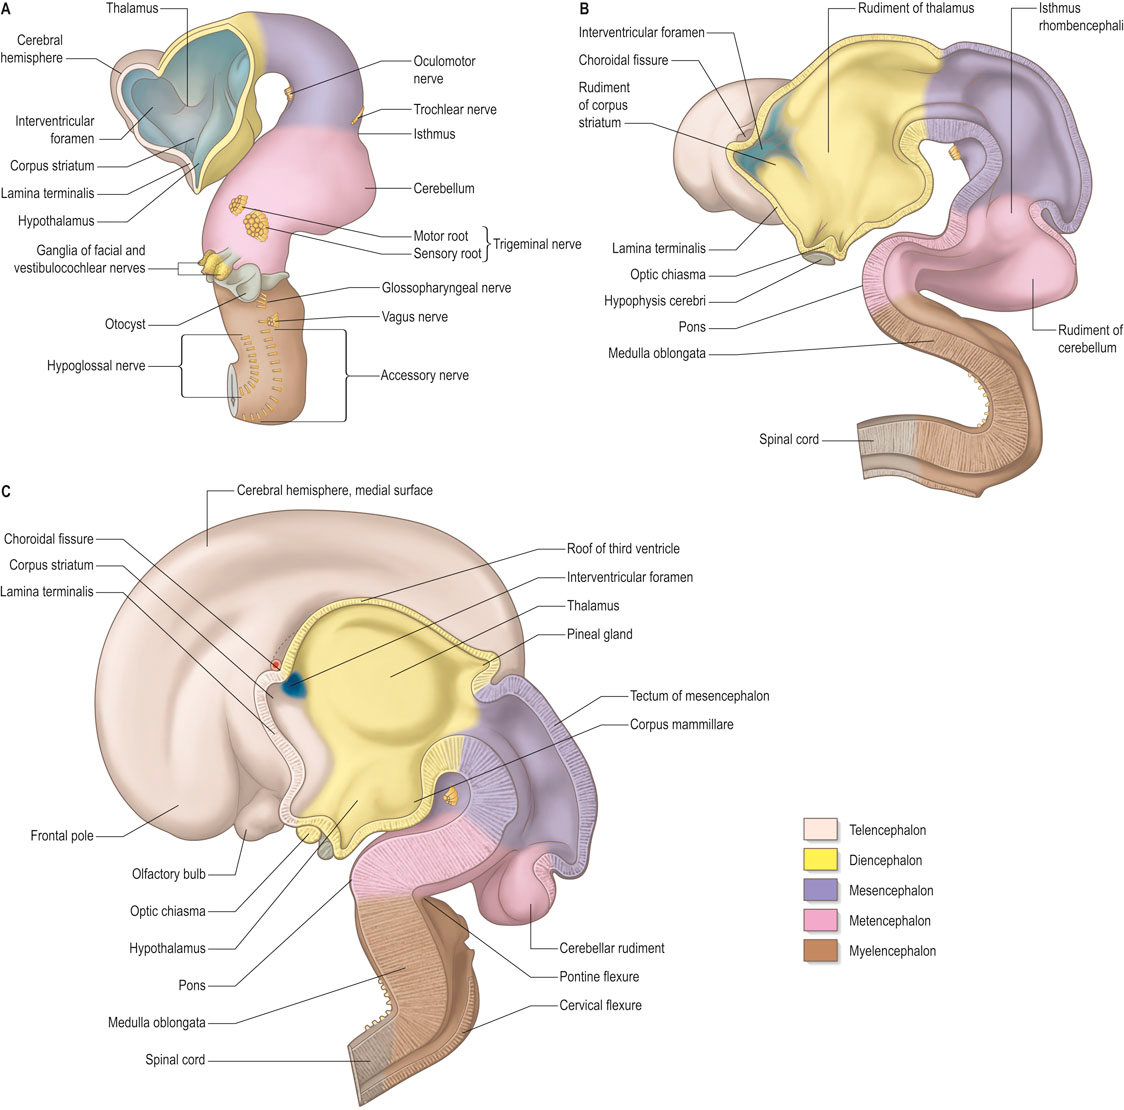 A
Thalamus
Cerebral
hemisphere
Interventricular
foramen
Corpus striatum
Lamina terminalis
Hypothalamus
Ganglia of facial and
vestibulocochlear nerves
Otocyst
Hypoglossal nerve
Oculomotor
nerve
Trochlear nerve
Isthmus
Cerebellum
Motor root
Sensory root
Trigeminal nerve
Glossopharyngeal nerve
Vagus nerve
Accessory nerve
B
Rudiment of thalamus
Isthmus
rhombencephali
Interventricular foramen
Choroidal fissure
Rudiment
of corpus
striatum
Lamina terminalis
Optic chiasma
Hypophysis cerebri
Pons
Medulla oblongata
Spinal cord
Rudiment of
cerebellum
C
Cerebral hemisphere, medial surface
Choroidal fissure
Corpus striatum
Lamina terminalis
Frontal pole
Olfactory bulb
Optic chiasma
Hypothalamus
Pons
Medulla oblongata
Spinal cord
Roof of third ventricle
Interventricular foramen
Thalamus
Pineal gland
Tectum of mesencephalon
Corpus mammillare
Cerebellar rudiment
Pontine flexure
Cervical flexure
Telencephalon
Diencephalon
Mesencephalon
Metencephalon
Myelencephalon